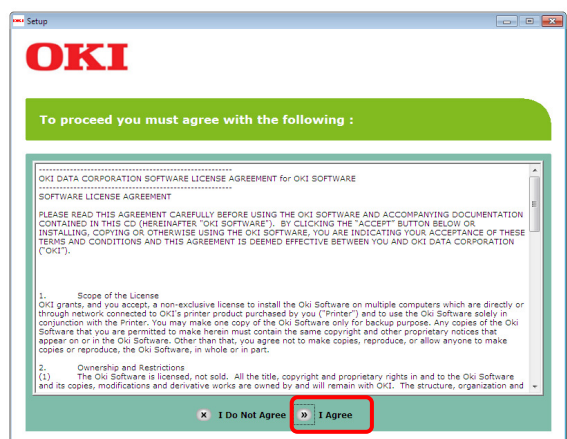 OKI Setup
OKI
To proceed you must agree with the following :
------------------------------------------------------
OKI DATA CORPORATION SOFTWARE LICENSE AGREEMENT for OKI SOFTWARE
------------------------------------------------------
SOFTWARE LICENSE AGREEMENT
PLEASE READ THIS AGREEMENT CAREFULLY BEFORE USING THE OKI SOFTWARE AND ACCOMPANYING DOCUMENTATION
CONTAINED IN THIS CD (HEREINAFTER "OKI SOFTWARE"). BY CLICKING THE "ACCEPT" BUTTON BELOW OR
INSTALLING, COPYING OR OTHERWISE USING THE OKI SOFTWARE, YOU ARE INDICATING YOUR ACCEPTANCE OF THESE
TERMS AND CONDITIONS AND THIS AGREEMENT IS DEEMED EFFECTIVE BETWEEN YOU AND OKI DATA CORPORATION
("OKI").
1. Scope of the License
OKI grants, and you accept, a non-exclusive license to install the Oki Software on multiple computers which are directly or
through network connected to OKI's printer product purchased by you ("Printer") and to use the Oki Software solely in
conjunction with the Printer. You may make one copy of the Oki Software only for backup purpose. Any copies of the Oki
Software that you are permitted to make herein must contain the same copyright and other proprietary notices that
appear on or in the Oki Software. Other than that, you agree not to make copies, reproduce, or allow anyone to make
copies or reproduce, the Oki Software, in whole or in part.
2. Ownership and Restrictions
(1) The Oki Software is licensed, not sold. All the title, copyright and proprietary rights in and to the Oki Software
and its copies, modifications and derivative works are owned by and will remain with OKI. The structure, organization and
I Do Not Agree I Agree